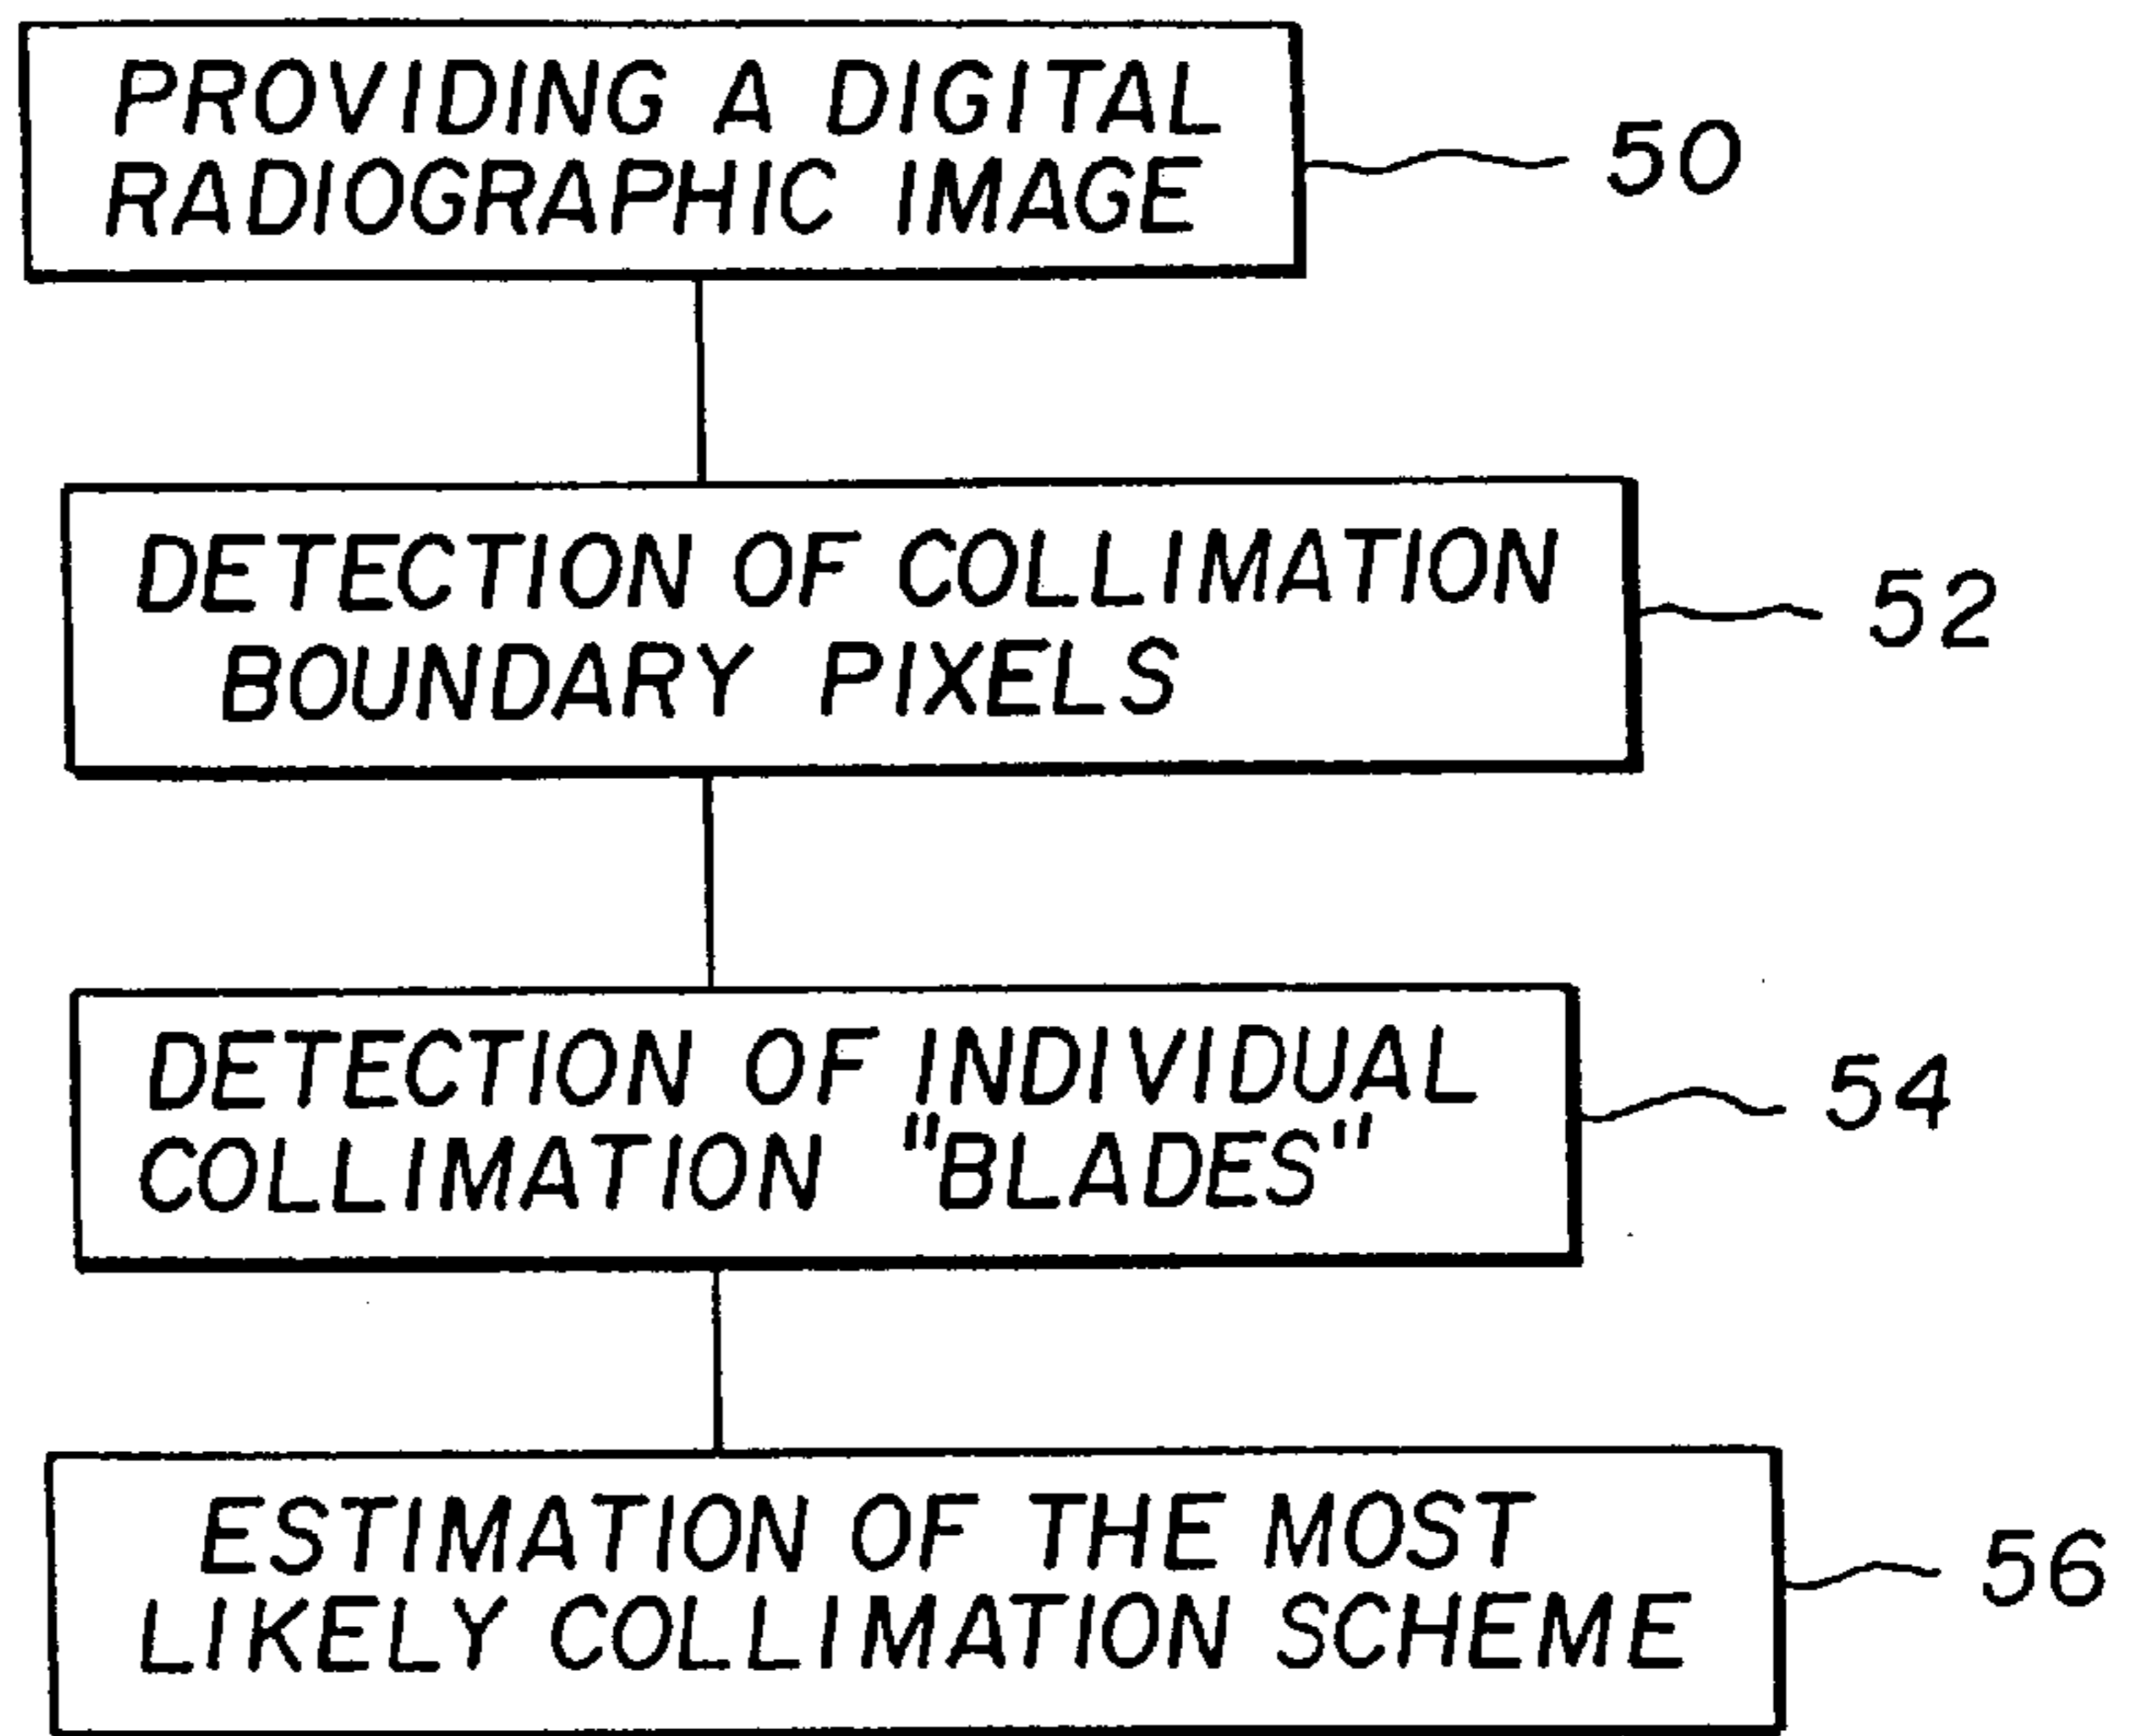 PROVIDING A DIGITAL
RADIOGRAPHIC IMAGE
50
DETECTION OF COLLIMATION
BOUNDARY PIXELS
52
DETECTION OF INDIVIDUAL
COLLIMATION "BLADES"
54
ESTIMATION OF THE MOST
LIKELY COLLIMATION SCHEME
56